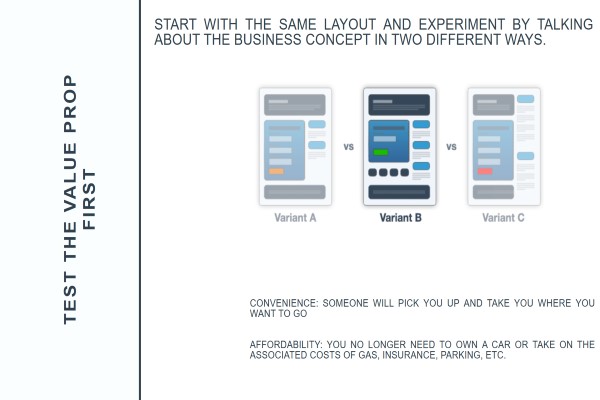 TEST THE VALUE PROP
FIRST
START WITH THE SAME LAYOUT AND EXPERIMENT BY TALKING
ABOUT THE BUSINESS CONCEPT IN TWO DIFFERENT WAYS.
VS
VS
Variant A
Variant B
Variant C
CONVENIENCE: SOMEONE WILL PICK YOU UP AND TAKE YOU WHERE YOU
WANT TO GO
AFFORDABILITY: YOU NO LONGER NEED TO OWN A CAR OR TAKE ON THE
ASSOCIATED COSTS OF GAS, INSURANCE, PARKING, ETC.